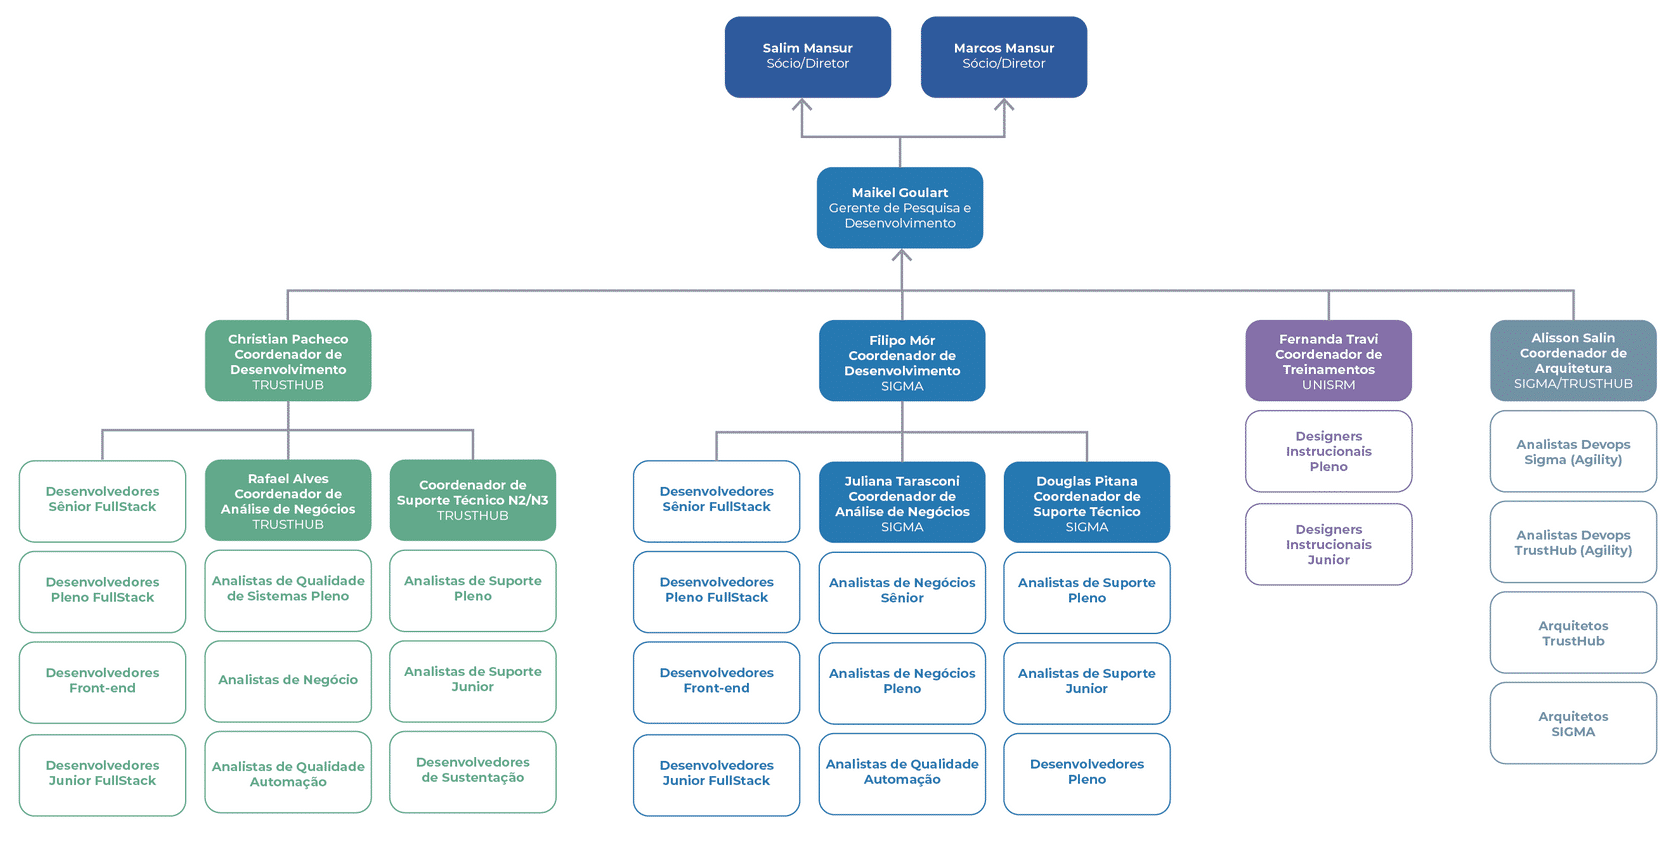 Salim Mansur
Sócio/Diretor
Marcos Mansur
Sócio/Diretor
Maikel Goulart
Gerente de Pesquisa e
Desenvolvimento
Christian Pacheco
Coordenador de
Desenvolvimento
TRUSTHUB
Filipo Mór
Coordenador de
Desenvolvimento
SIGMA
Fernanda Travi
Coordenador de
Treinamentos
UNISRM
Alisson Salin
Coordenador de
Arquitetura
SIGMA/TRUSTHUB
Desenvolvedores
Sênior FullStack
Desenvolvedores
Pleno FullStack
Desenvolvedores
Front-end
Desenvolvedores
Junior FullStack
Rafael Alves
Coordenador de
Análise de Negócios
TRUSTHUB
Analistas de Qualidade
de Sistemas Pleno
Analistas de Negócio
Analistas de Qualidade
Automação
Coordenador de
Suporte Técnico N2/N3
TRUSTHUB
Analistas de Suporte
Pleno
Analistas de Suporte
Junior
Desenvolvedores
de Sustentação
Desenvolvedores
Sênior FullStack
Desenvolvedores
Pleno FullStack
Desenvolvedores
Front-end
Desenvolvedores
Junior FullStack
Juliana Tarasconi
Coordenador de
Análise de Negócios
SIGMA
Analistas de Negócios
Sênior
Analistas de Negócios
Pleno
Analistas de Qualidade
Automação
Douglas Pitana
Coordenador de
Suporte Técnico
SIGMA
Analistas de Suporte
Pleno
Analistas de Suporte
Junior
Desenvolvedores
Pleno
Designers
Instrucionais
Pleno
Designers
Instrucionais
Junior
Analistas Devops
Sigma (Agility)
Analistas Devops
TrustHub (Agility)
Arquitetos
TrustHub
Arquitetos
SIGMA